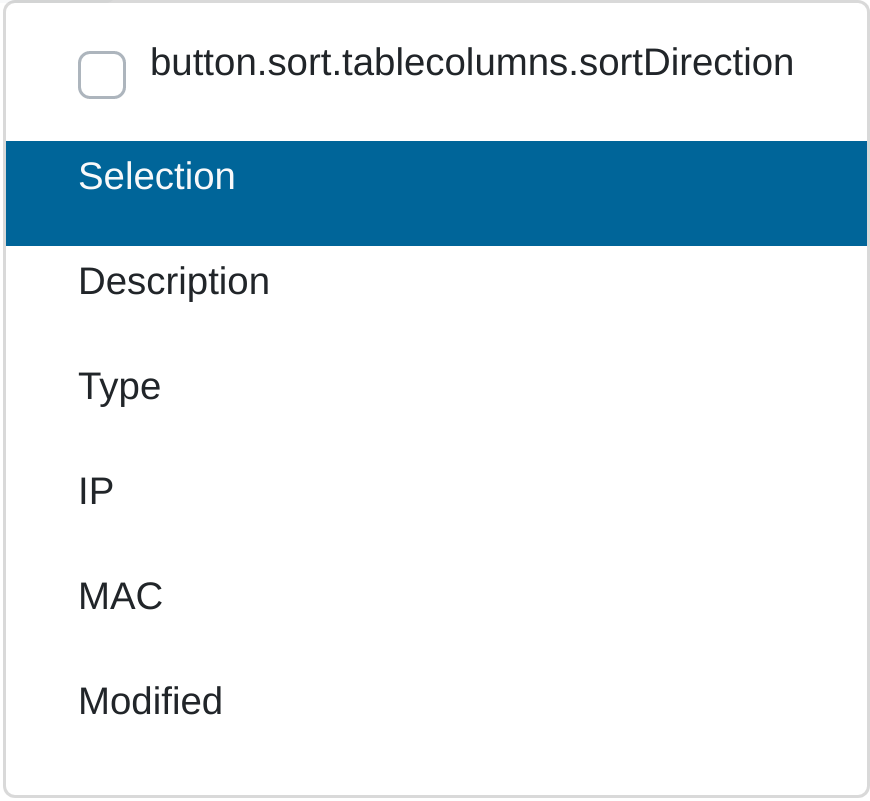 button.sort.tablecolumns.sortDirection
Selection
Description
Type
IP
MAC
Modified